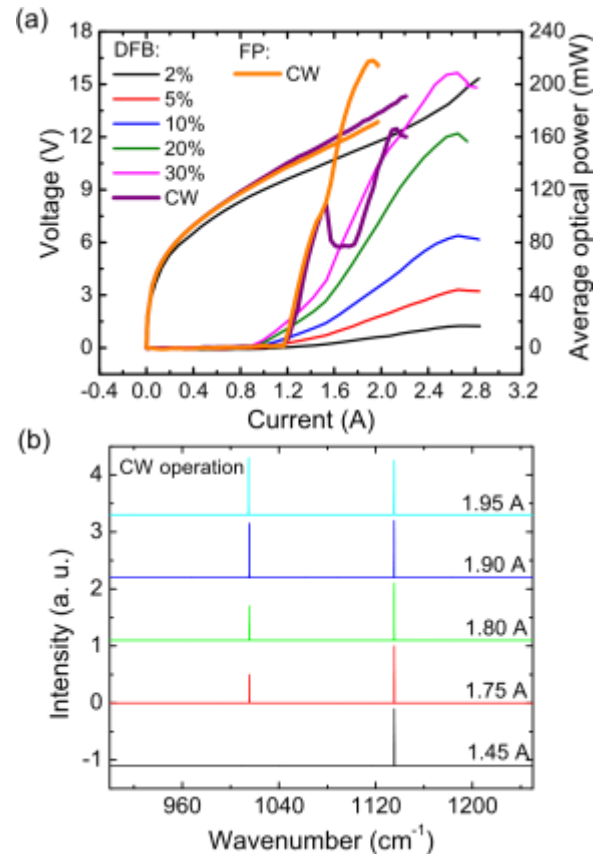 (a)
18
15
12
9
6
3
0
Voltage (V)
DFB:
2%
5%
10%
20%
30%
CW
FP:
CW
240
200
160
120
80
40
0
Average optical power (mW)
-0.4 0.0 0.4 0.8 1.2 1.6 2.0 2.4 2.8 3.2
Current (A)
(b)
CW operation
4
3
2
1
0
-1
Intensity (a. u.)
1.95 A
1.90 A
1.80 A
1.75 A
1.45 A
960 1040 1120 1200
Wavenumber (cm⁻¹)